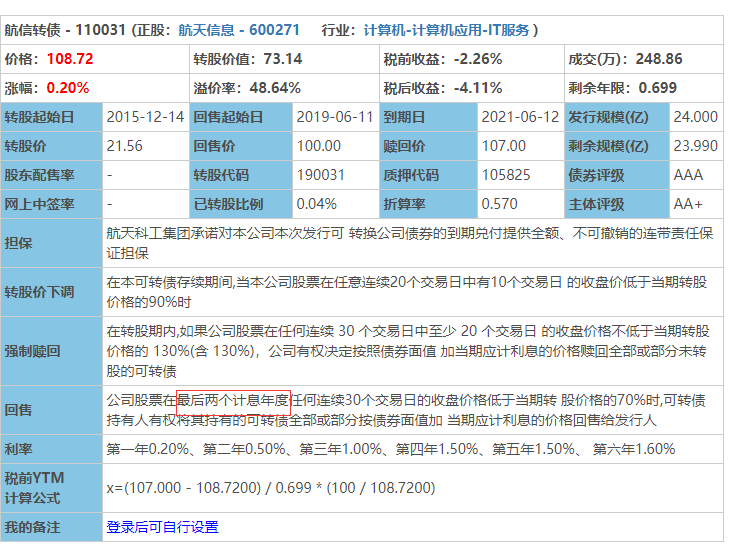 航信转债 - 110031 (正股：航天信息 - 600271 行业：计算机-计算机应用-IT服务 )
价格：108.72 转股价值：73.14 税前收益：-2.26% 成交(万)：248.86
涨幅：0.20% 溢价率：48.64% 税后收益：-4.11% 剩余年限：0.699
转股起始日 2015-12-14 回售起始日 2019-06-11 到期日 2021-06-12 发行规模(亿) 24.000
转股价 21.56 回售价 100.00 赎回价 107.00 剩余规模(亿) 23.990
股东配售率 - 转股代码 190031 质押代码 105825 债券评级 AAA
网上中签率 - 已转股比例 0.04% 折算率 0.570 主体评级 AA+
担保
航天科工集团承诺对本公司本次发行可 转换公司债券的到期兑付提供全额、不可撤销的连带责任保
证担保
转股价下调
在本可转债存续期间,当本公司股票在任意连续20个交易日中有10个交易日 的收盘价低于当期转股
价格的90%时
强制赎回
在转股期内,如果公司股票在任何连续 30 个交易日中至少 20 个交易日 的收盘价格不低于当期转股
价格的 130%(含 130%)，公司有权决定按照债券面值 加当期应计利息的价格赎回全部或部分未转
股的可转债
回售
公司股票在最后两个计息年度任何连续30个交易日的收盘价格低于当期转 股价格的70%时,可转债
持有人有权将其持有的可转债全部或部分按债券面值加 当期应计利息的价格回售给发行人
利率 第一年0.20%、第二年0.50%、第三年1.00%、第四年1.50%、第五年1.50%、 第六年1.60%
税前YTM
计算公式
x=(107.000 - 108.7200) / 0.699 * (100 / 108.7200)
我的备注 登录后可自行设置